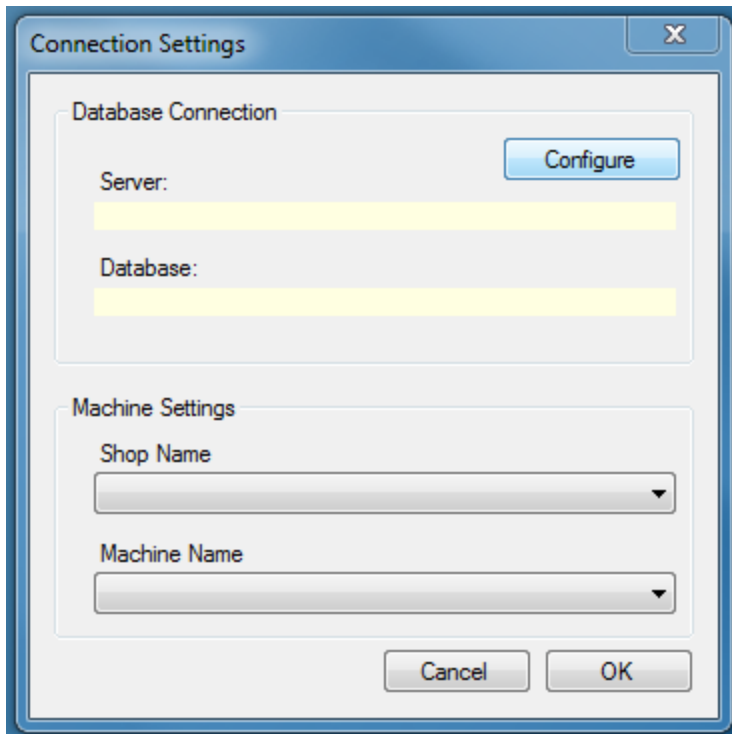 Connection Settings
Database Connection
Configure
Server:
Database:
Machine Settings
Shop Name
Machine Name
Cancel
OK